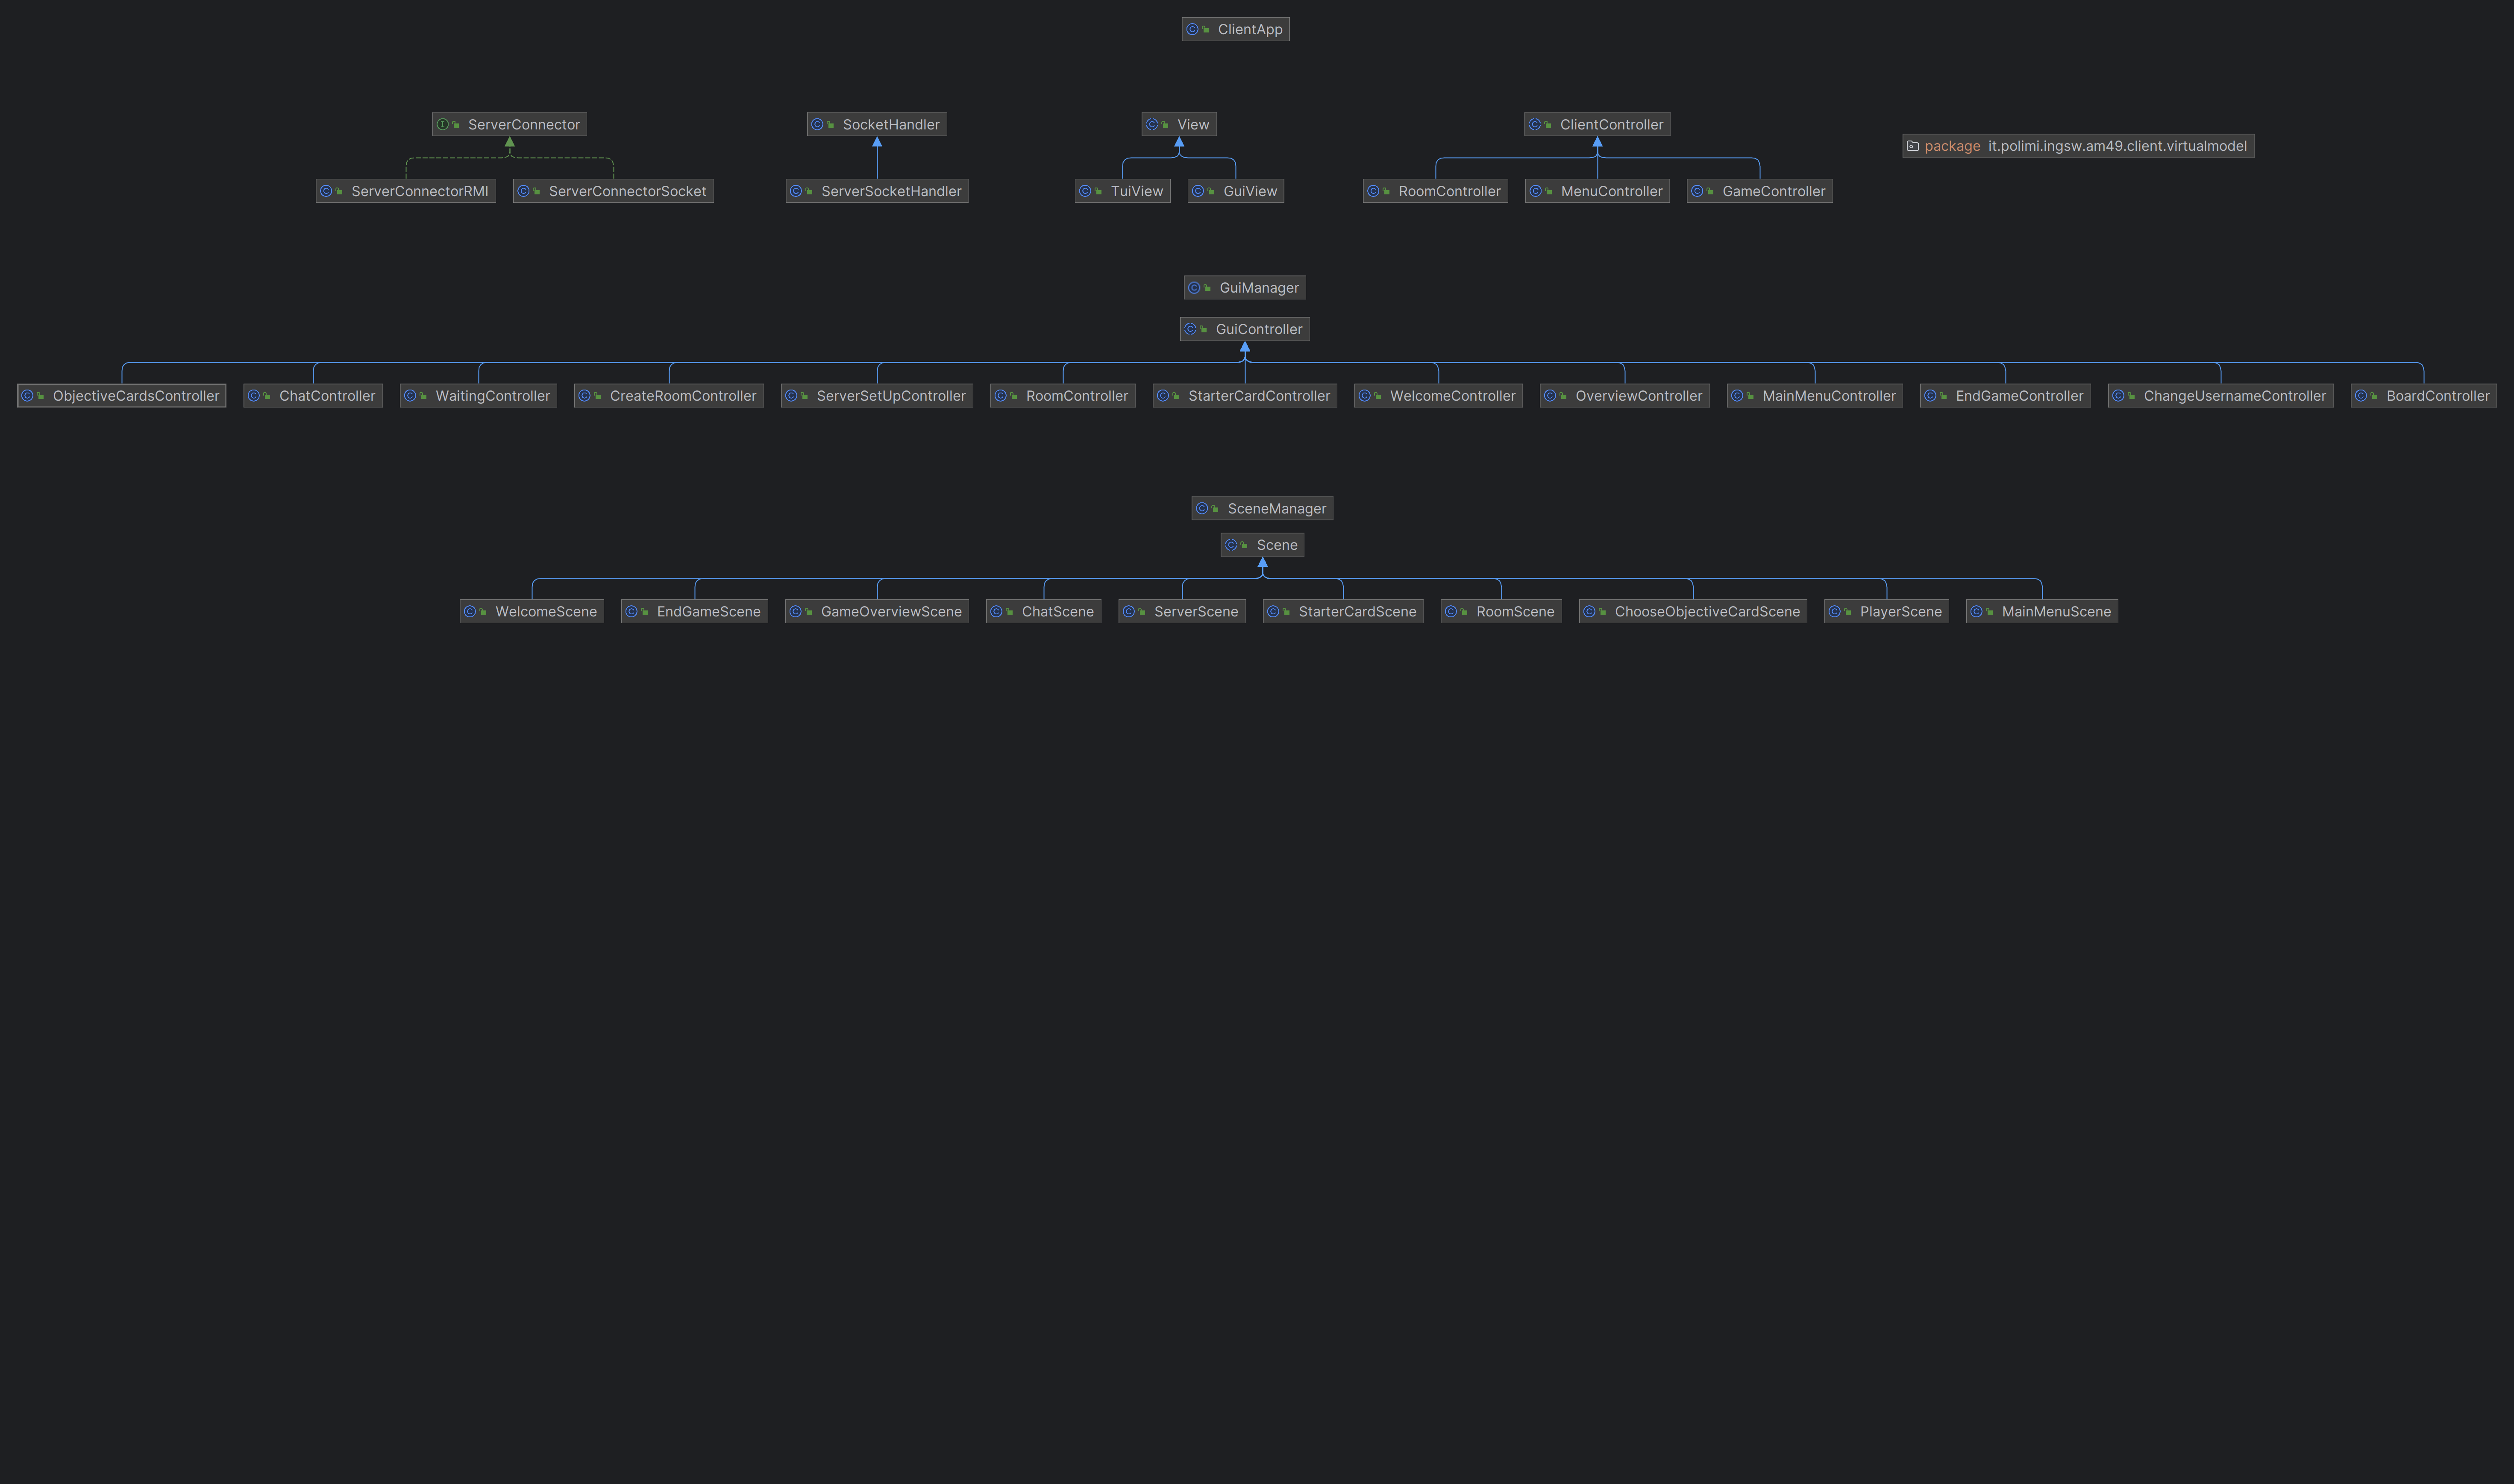 ClientApp
ServerConnector
SocketHandler
View
ClientController
package it.polimi.ingsw.am49.client.virtualmodel
ServerConnectorRMI
ServerConnectorSocket
ServerSocketHandler
TuiView
GuiView
RoomController
MenuController
GameController
GuiManager
GuiController
ObjectiveCardsController
ChatController
WaitingController
CreateRoomController
ServerSetUpController
RoomController
StarterCardController
WelcomeController
OverviewController
MainMenuController
EndGameController
ChangeUsernameController
BoardController
SceneManager
Scene
WelcomeScene
EndGameScene
GameOverviewScene
ChatScene
ServerScene
StarterCardScene
RoomScene
ChooseObjectiveCardScene
PlayerScene
MainMenuScene